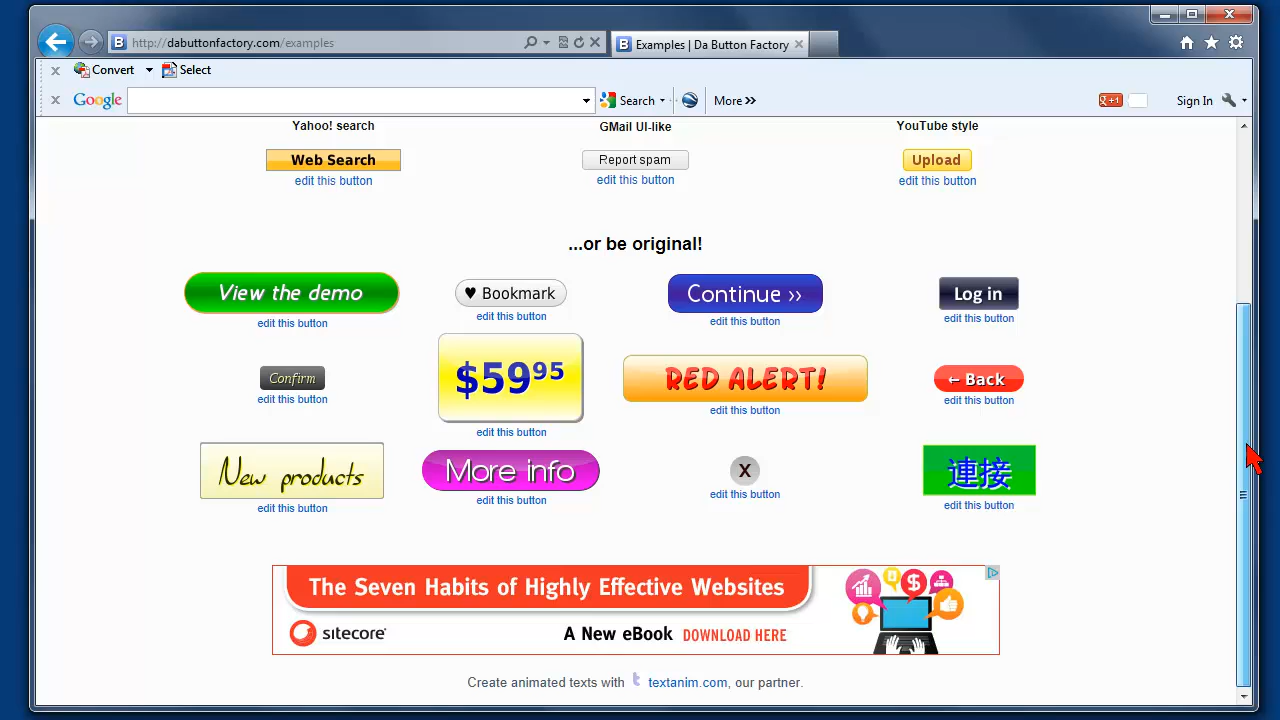 http://dabuttonfactory.com/examples
Examples | Da Button Factory
Convert
Select
Google
Search
More »
g +1
Sign In
Yahoo! search
GMail UI-like
YouTube style
Web Search
Report spam
Upload
edit this button
edit this button
edit this button
...or be original!
View the demo
♥ Bookmark
Continue ››
Log in
edit this button
edit this button
edit this button
edit this button
Confirm
$59⁹⁵
RED ALERT!
← Back
edit this button
edit this button
edit this button
edit this button
New products
More info
X
連接
edit this button
edit this button
edit this button
edit this button
The Seven Habits of Highly Effective Websites
sitecore
A New eBook DOWNLOAD HERE
Create animated texts with t textanim.com, our partner.